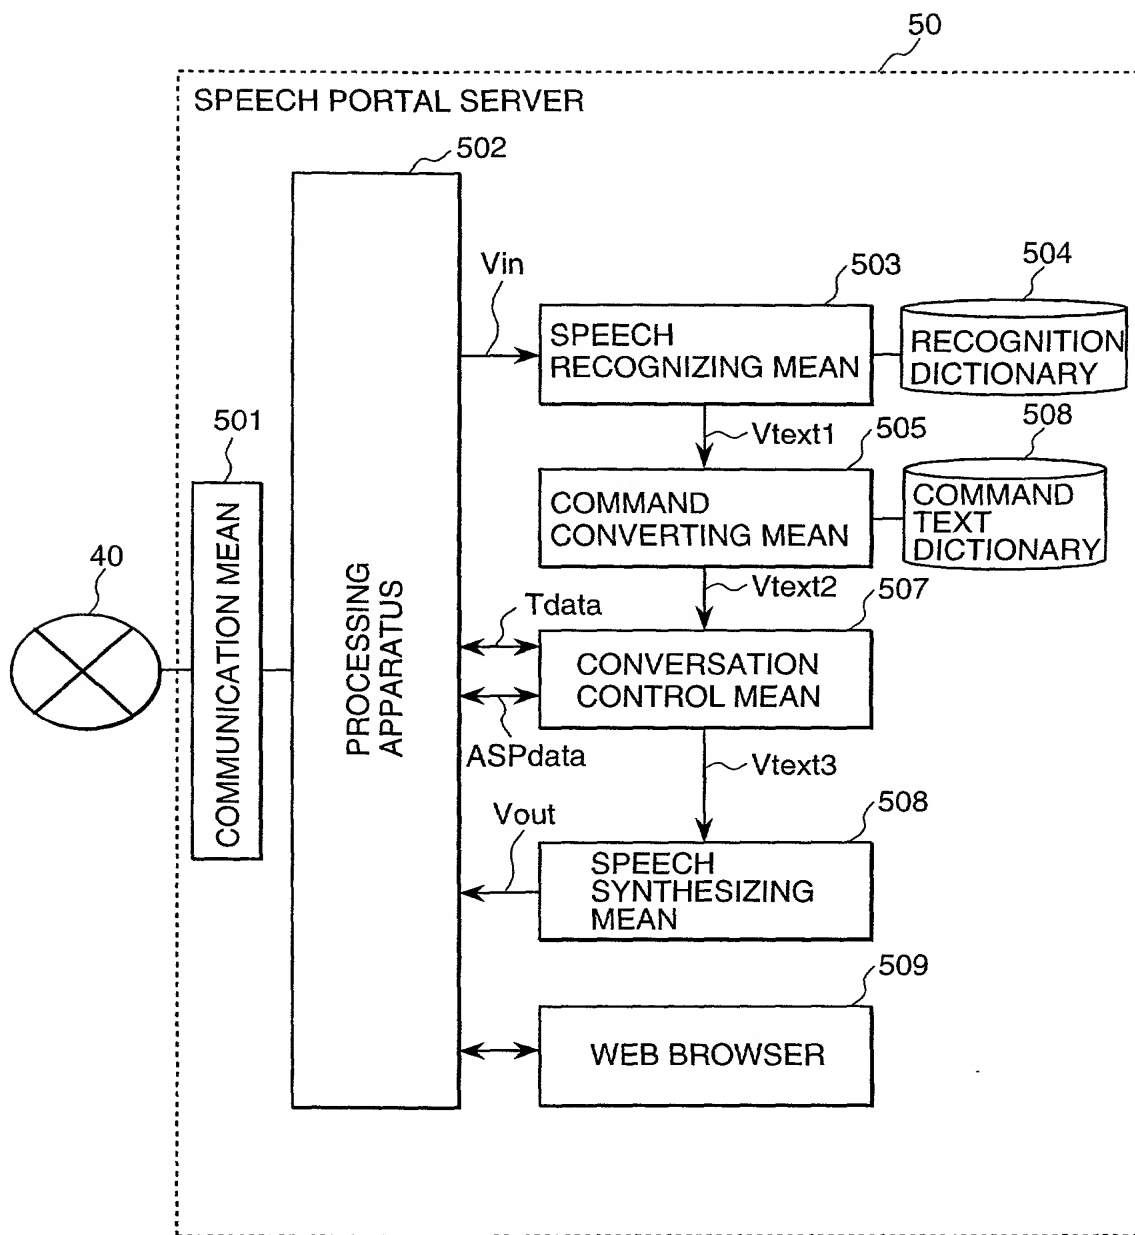 50
SPEECH PORTAL SERVER
502
Vin
503
504
SPEECH
RECOGNIZING MEAN
RECOGNITION
DICTIONARY
501
Vtext1
505
508
COMMUNICATION MEAN
PROCESSING
APPARATUS
COMMAND
CONVERTING MEAN
COMMAND
TEXT
DICTIONARY
40
Vtext2
507
Tdata
CONVERSATION
CONTROL MEAN
ASPdata
Vtext3
Vout
508
SPEECH
SYNTHESIZING
MEAN
509
WEB BROWSER